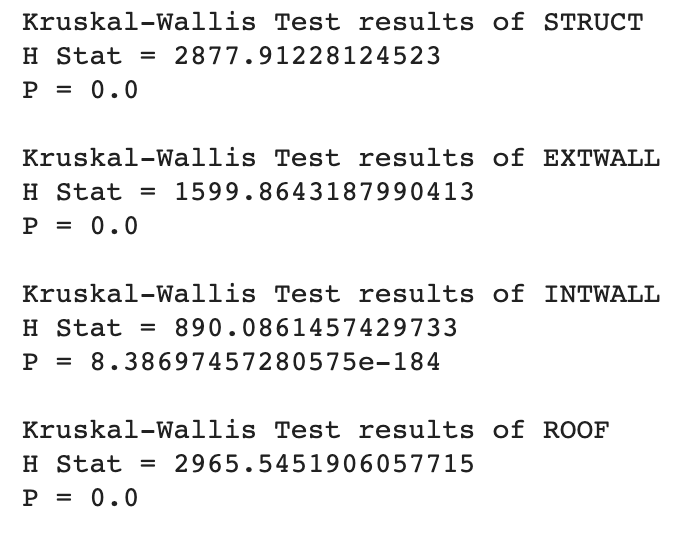 Kruskal-Wallis Test results of STRUCT
H Stat = 2877.91228124523
P = 0.0
Kruskal-Wallis Test results of EXTWALL
H Stat = 1599.8643187990413
P = 0.0
Kruskal-Wallis Test results of INTWALL
H Stat = 890.0861457429733
P = 8.38697457280575e-184
Kruskal-Wallis Test results of ROOF
H Stat = 2965.5451906057715
P = 0.0